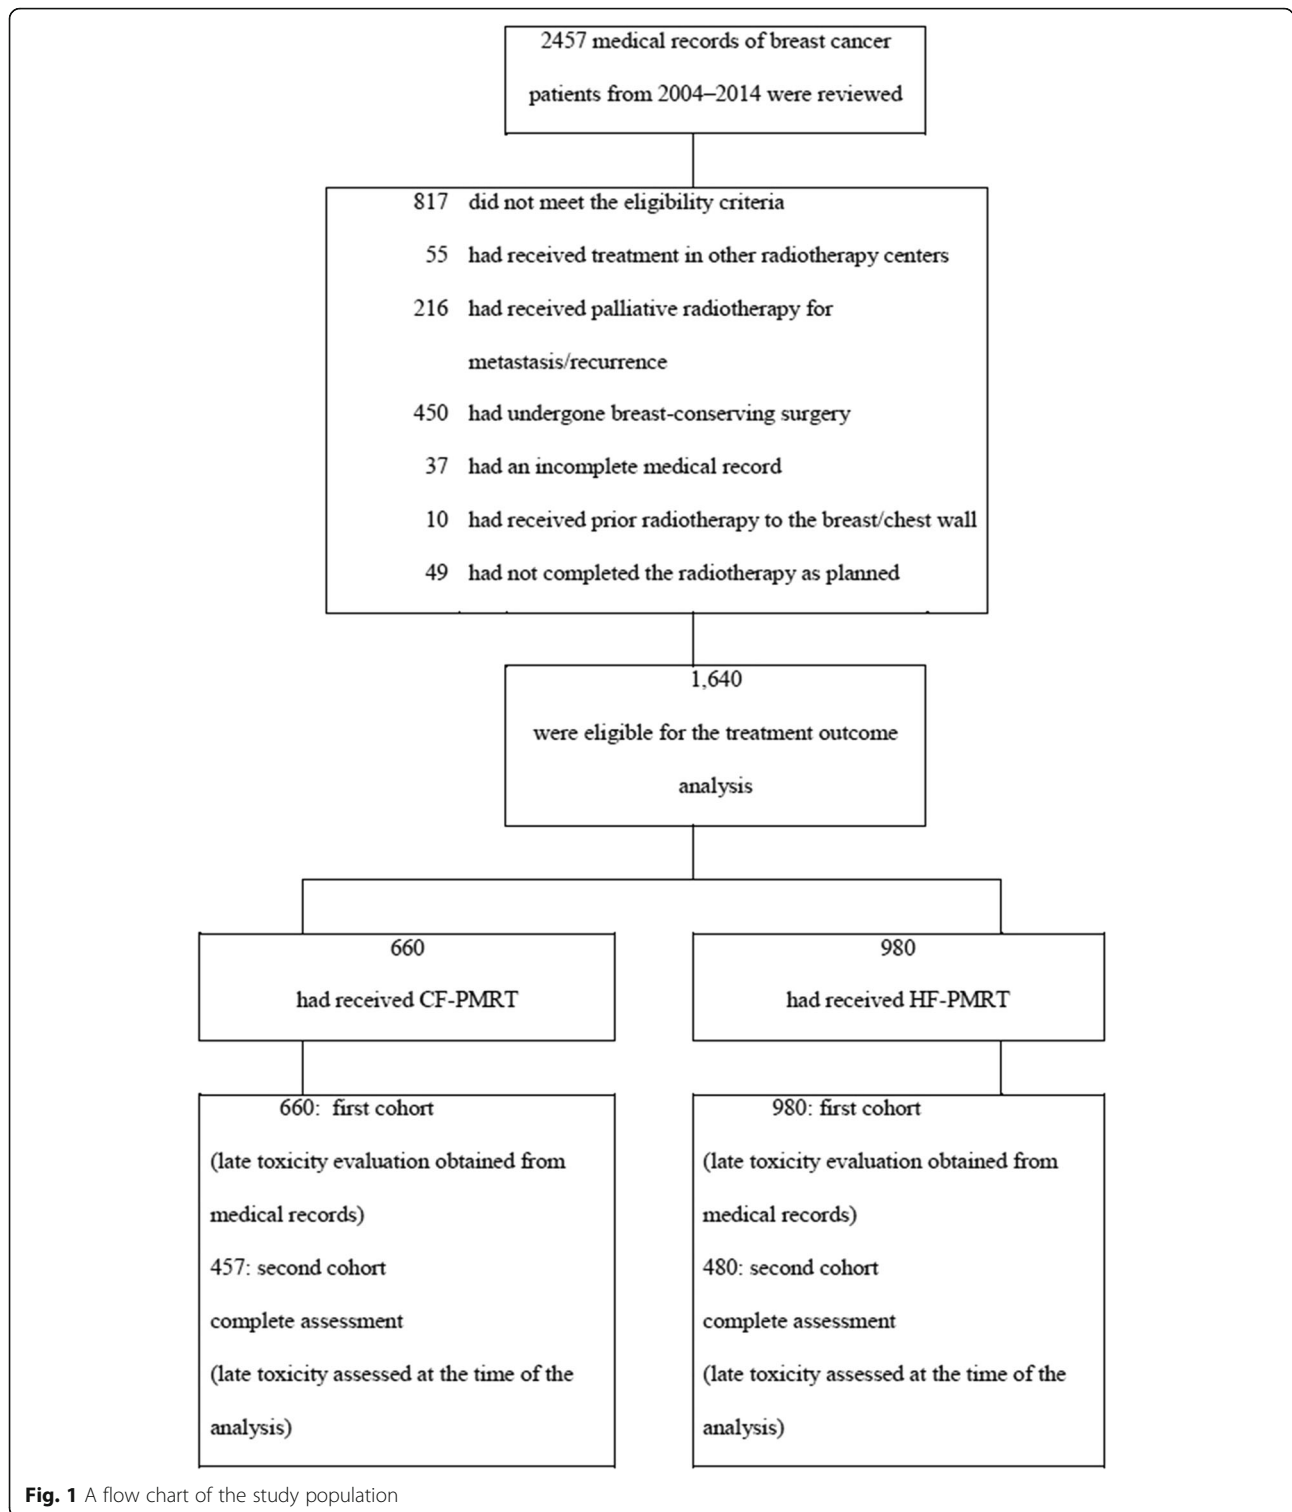 2457 medical records of breast cancer
patients from 2004–2014 were reviewed
817 did not meet the eligibility criteria
55 had received treatment in other radiotherapy centers
216 had received palliative radiotherapy for
metastasis/recurrence
450 had undergone breast-conserving surgery
37 had an incomplete medical record
10 had received prior radiotherapy to the breast/chest wall
49 had not completed the radiotherapy as planned
1,640
were eligible for the treatment outcome
analysis
660
had received CF-PMRT
980
had received HF-PMRT
660: first cohort
(late toxicity evaluation obtained from
medical records)
457: second cohort
complete assessment
(late toxicity assessed at the time of the
analysis)
980: first cohort
(late toxicity evaluation obtained from
medical records)
480: second cohort
complete assessment
(late toxicity assessed at the time of the
analysis)
Fig. 1 A flow chart of the study population